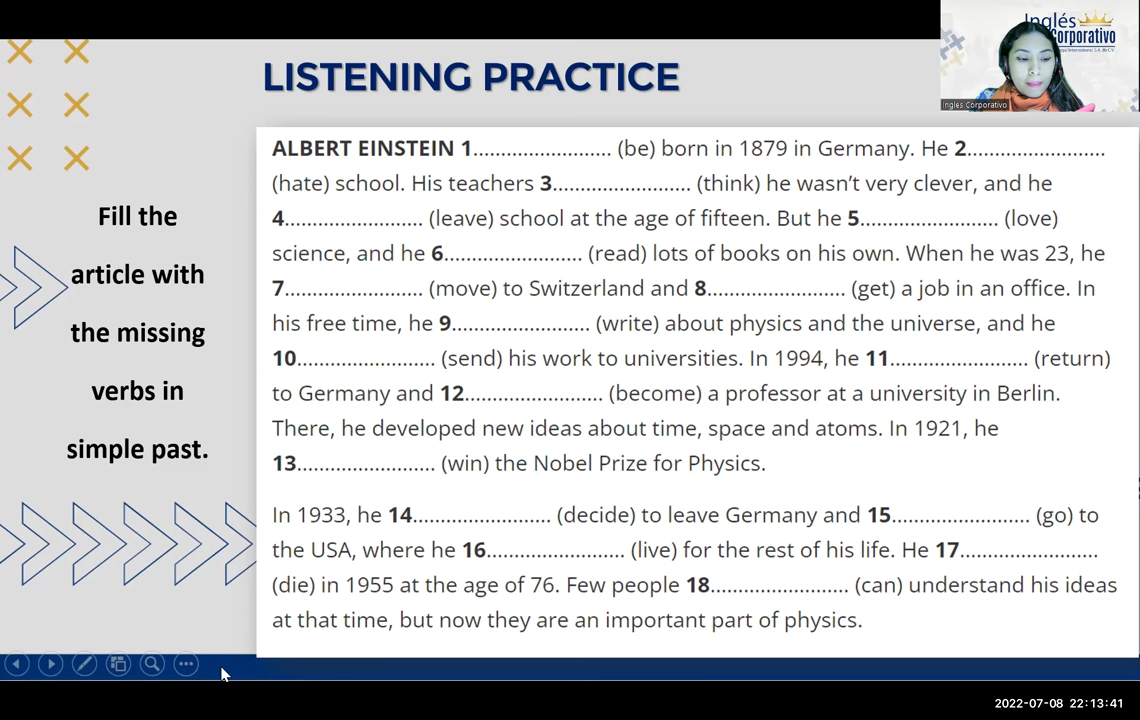 Inglés
Corporativo
Ingles Corporativo
LISTENING PRACTICE
Fill the
article with
the missing
verbs in
simple past.
ALBERT EINSTEIN 1......................... (be) born in 1879 in Germany. He 2.........................
(hate) school. His teachers 3......................... (think) he wasn't very clever, and he
4......................... (leave) school at the age of fifteen. But he 5......................... (love)
science, and he 6......................... (read) lots of books on his own. When he was 23, he
7......................... (move) to Switzerland and 8......................... (get) a job in an office. In
his free time, he 9......................... (write) about physics and the universe, and he
10......................... (send) his work to universities. In 1994, he 11......................... (return)
to Germany and 12......................... (become) a professor at a university in Berlin.
There, he developed new ideas about time, space and atoms. In 1921, he
13......................... (win) the Nobel Prize for Physics.
In 1933, he 14......................... (decide) to leave Germany and 15......................... (go) to
the USA, where he 16......................... (live) for the rest of his life. He 17.........................
(die) in 1955 at the age of 76. Few people 18......................... (can) understand his ideas
at that time, but now they are an important part of physics.
2022-07-08 22:13:41